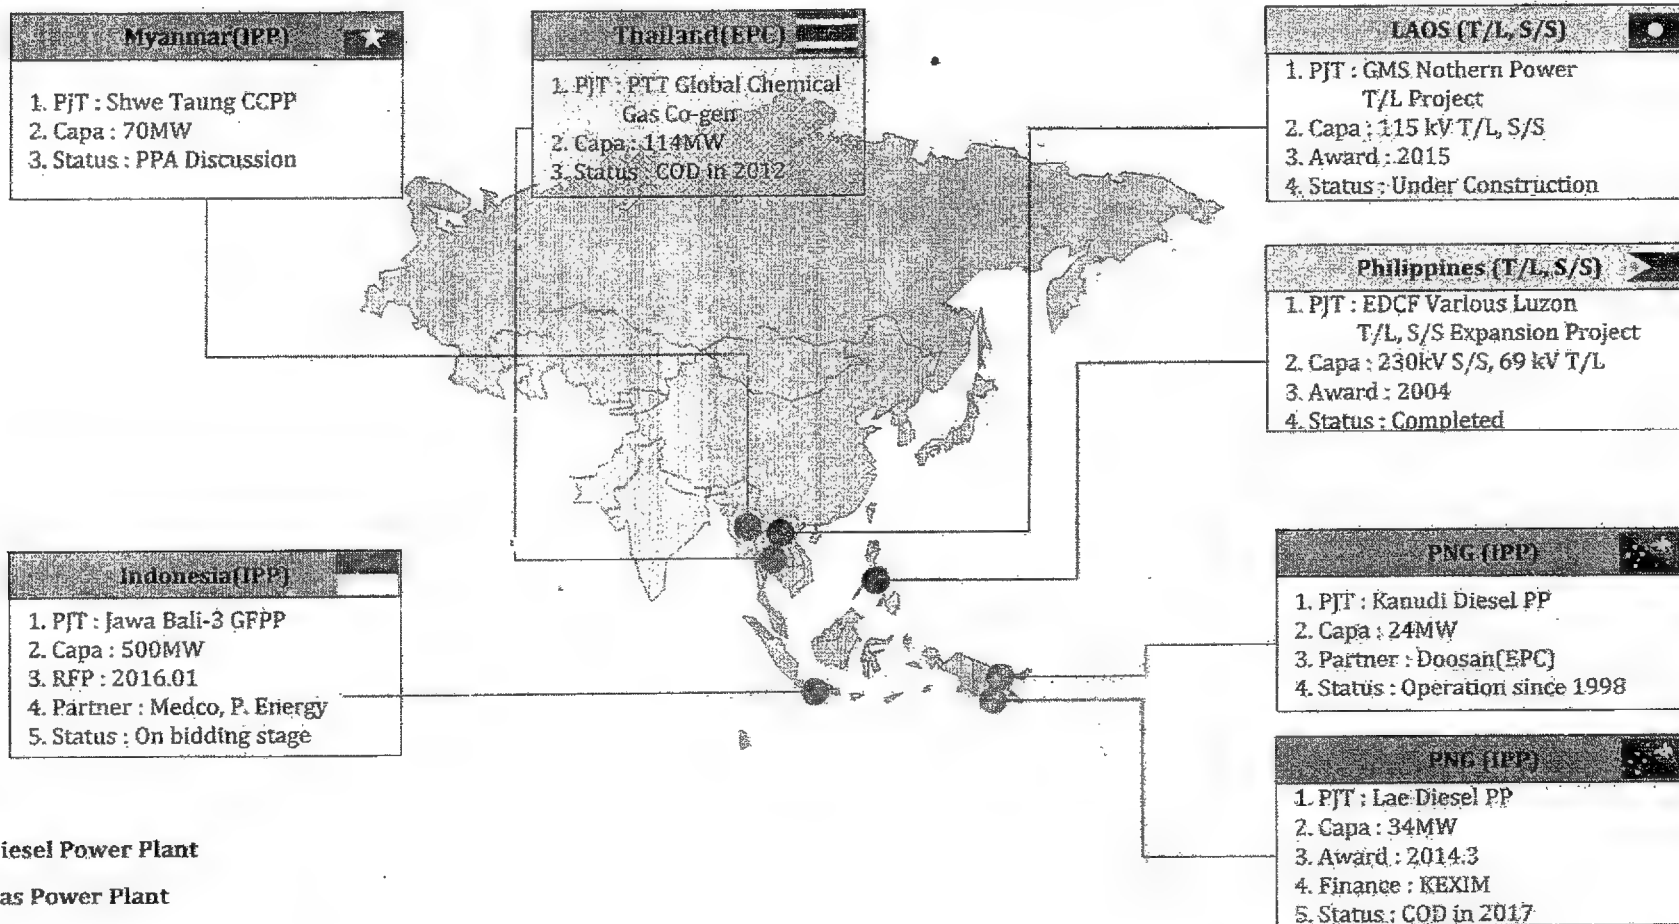 Myanmar(IPP)
1. PJT : Shwe Taung CCPP
2. Capa : 70MW
3. Status : PPA Discussion
Thailand(EPC)
1. PJT : PTT Global Chemical
Gas Co-gen
2. Capa : 114MW
3. Status : COD in 2012
LAOS (T/L, S/S)
1. PJT : GMS Nothern Power
T/L Project
2. Capa : 115 kV T/L, S/S
3. Award : 2015
4. Status : Under Construction
Philippines (T/L, S/S)
1. PJT : EDCF Various Luzon
T/L, S/S Expansion Project
2. Capa : 230kV S/S, 69 kV T/L
3. Award : 2004
4. Status : Completed
Indonesia(IPP)
1. PJT : Jawa Bali-3 GFPP
2. Capa : 500MW
3. RFP : 2016.01
4. Partner : Medco, P. Energy
5. Status : On bidding stage
PNG (IPP)
1. PJT : Kanudi Diesel PP
2. Capa : 24MW
3. Partner : Doosan(EPC)
4. Status : Operation since 1998
PNG (IPP)
1. PJT : Lae Diesel PP
2. Capa : 34MW
3. Award : 2014.3
4. Finance : KEXIM
5. Status : COD in 2017
iesel Power Plant
as Power Plant